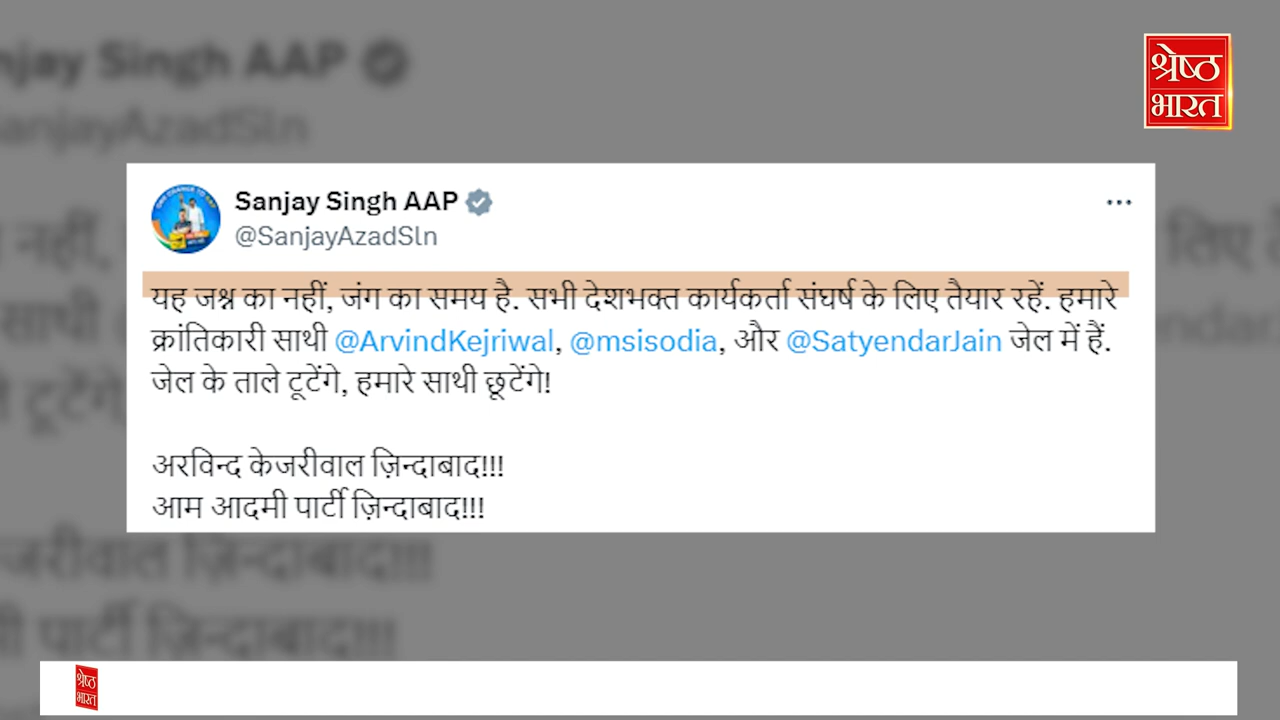 श्रेष्ठ
भारत
Sanjay Singh AAP
@SanjayAzadSln
यह जश्न का नहीं, जंग का समय है. सभी देशभक्त कार्यकर्ता संघर्ष के लिए तैयार रहें. हमारे
क्रांतिकारी साथी @ArvindKejriwal, @msisodia, और @SatyendarJain जेल में हैं.
जेल के ताले टूटेंगे, हमारे साथी छूटेंगे!
अरविन्द केजरीवाल ज़िन्दाबाद!!!
आम आदमी पार्टी ज़िन्दाबाद!!!
श्रेष्ठ
भारत